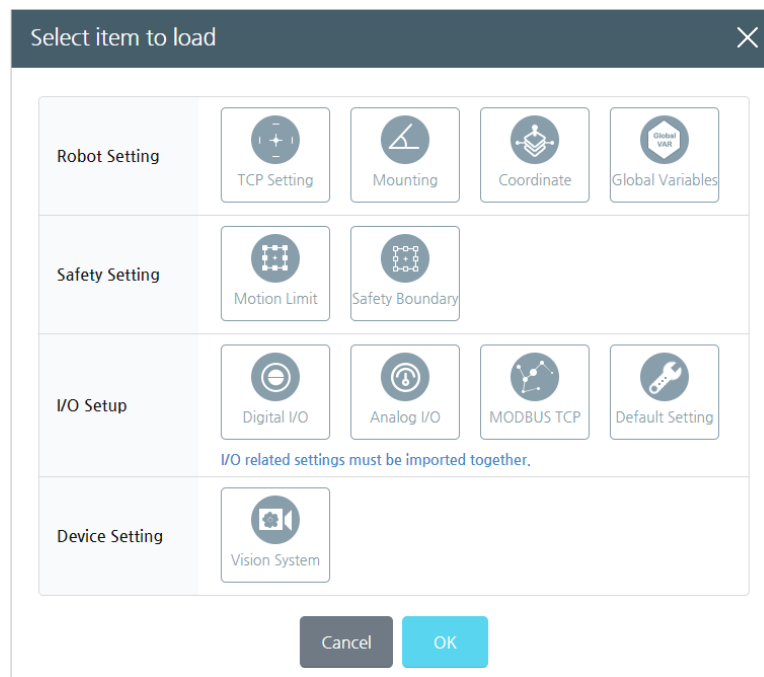 Select item to load
Robot Setting
TCP Setting
Mounting
Coordinate
Global
VAR
Global Variables
Safety Setting
Motion Limit
Safety Boundary
I/O Setup
Digital I/O
Analog I/O
MODBUS TCP
Default Setting
I/O related settings must be imported together.
Device Setting
Vision System
Cancel
OK